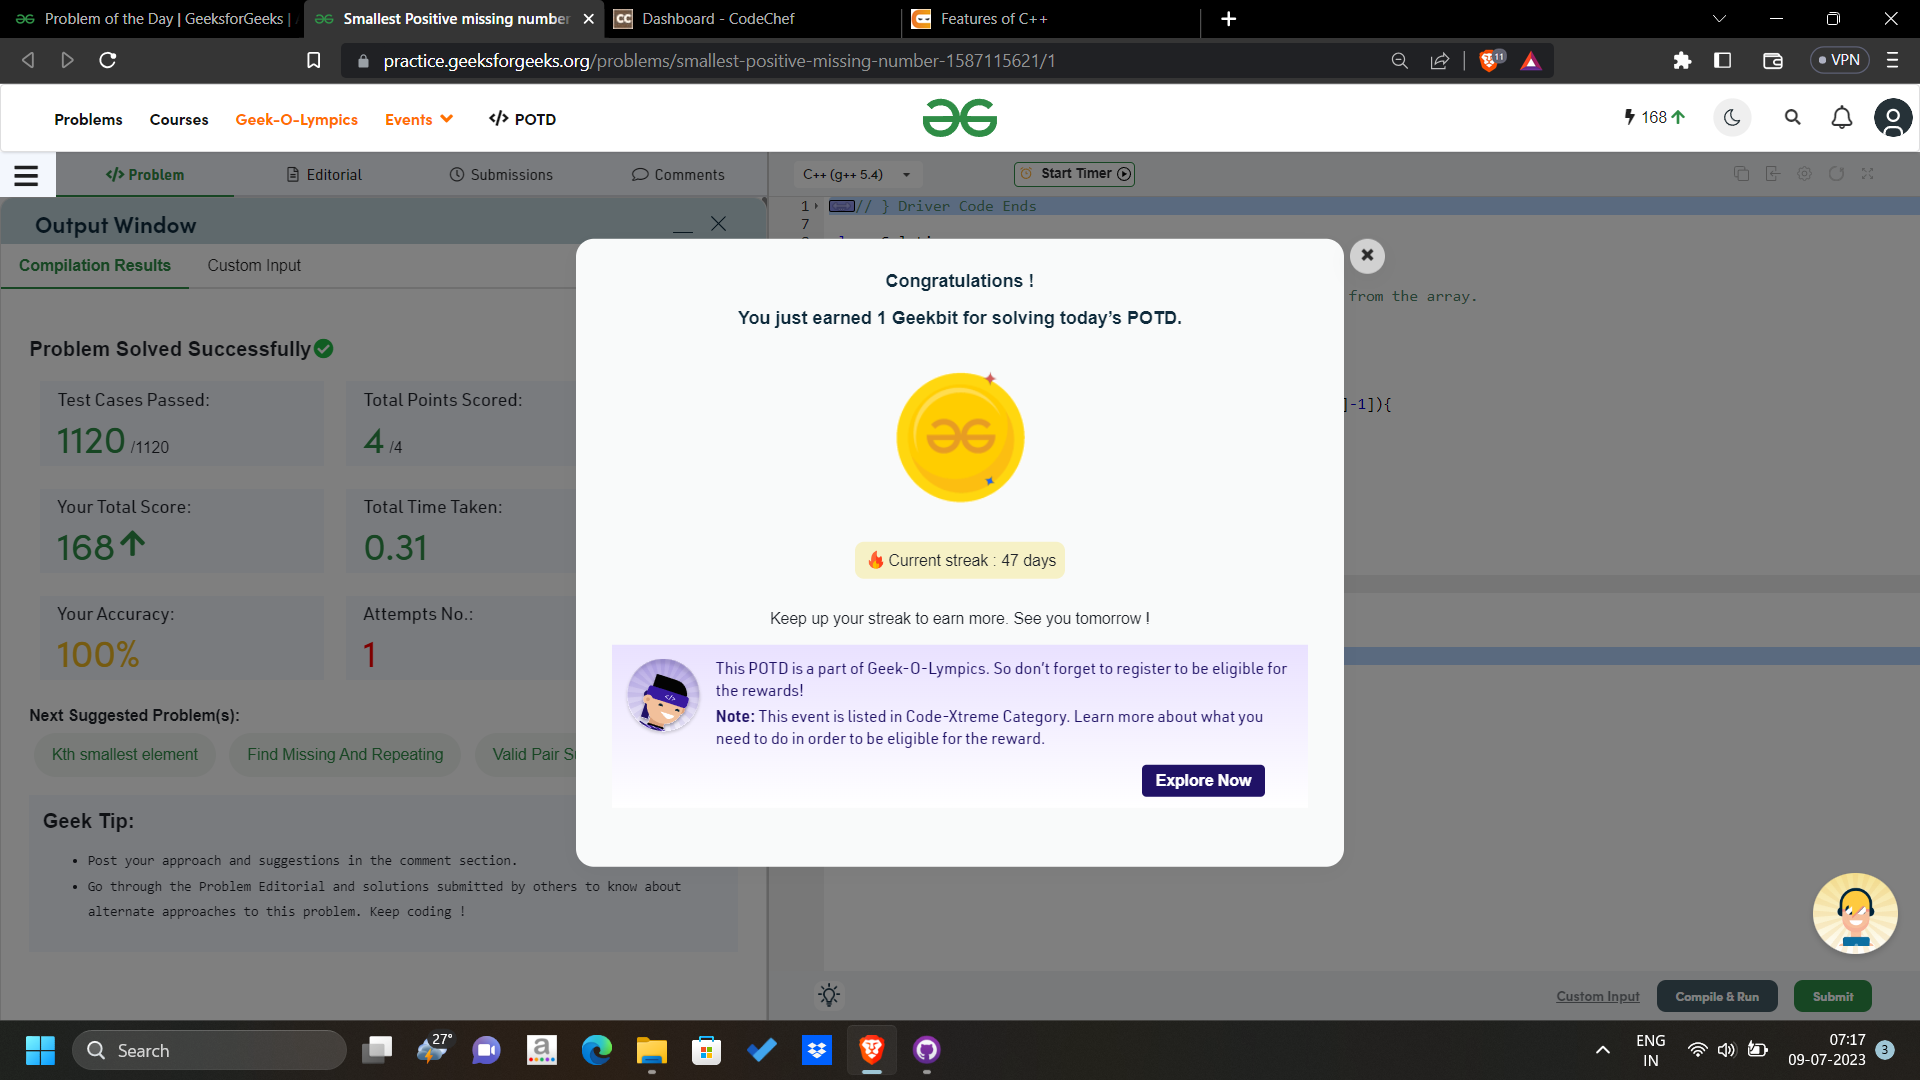 Problem of the Day | GeeksforGeeks |
Smallest Positive missing number
Dashboard - CodeChef
Features of C++
practice.geeksforgeeks.org/problems/smallest-positive-missing-number-1587115621/1
11
VPN
Problems
Courses
Geek-O-Lympics
Events
</> POTD
168
</> Problem
Editorial
Submissions
Comments
C++ (g++ 5.4)
Start Timer
Output Window
1
// } Driver Code Ends
7
Compilation Results
Custom Input
from the array.
]-1]){
Problem Solved Successfully
Test Cases Passed:
1120 /1120
Total Points Scored:
4 /4
Your Total Score:
168
Total Time Taken:
0.31
Your Accuracy:
100%
Attempts No.:
1
Next Suggested Problem(s):
Kth smallest element
Find Missing And Repeating
Valid Pair
Geek Tip:
• Post your approach and suggestions in the comment section.
• Go through the Problem Editorial and solutions submitted by others to know about
alternate approaches to this problem. Keep coding !
Congratulations !
You just earned 1 Geekbit for solving today’s POTD.
Current streak : 47 days
Keep up your streak to earn more. See you tomorrow !
This POTD is a part of Geek-O-Lympics. So don't forget to register to be eligible for
the rewards!
Note: This event is listed in Code-Xtreme Category. Learn more about what you
need to do in order to be eligible for the reward.
Explore Now
Custom Input
Compile & Run
Submit
Search
27°
ENG
IN
07:17
09-07-2023
3